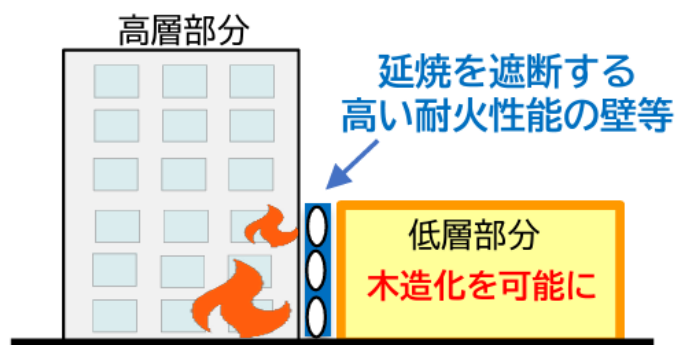 高層部分
延焼を遮断する
高い耐火性能の壁等
低層部分
木造化を可能に